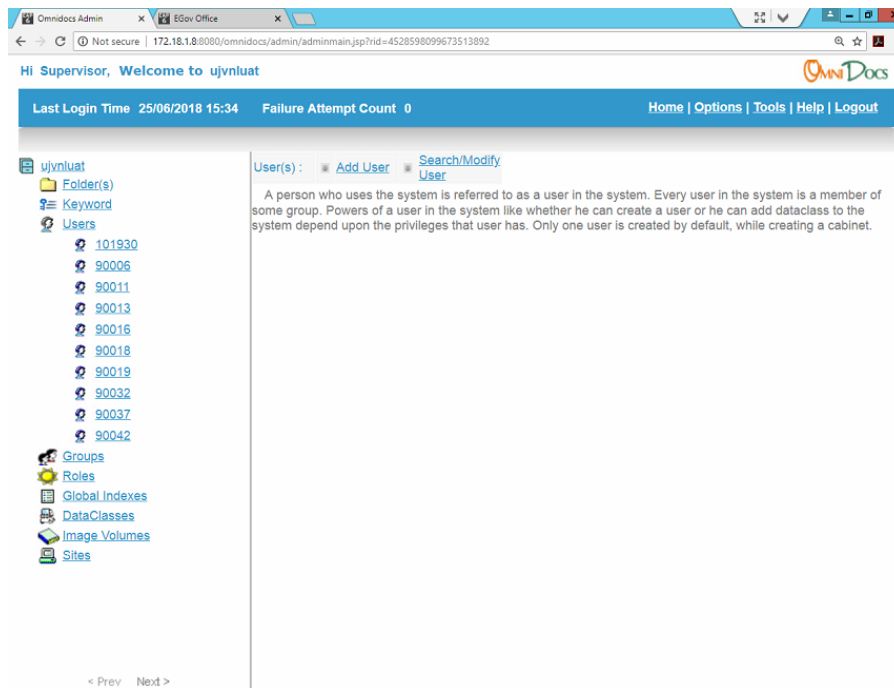 Omnidocs Admin
EGov Office
Not secure | 172.18.1.8:8080/omnidocs/admin/adminmain.jsp?rid=4528598099673513892
Hi Supervisor, Welcome to ujvnluat
OMNIDOCS
Last Login Time 25/06/2018 15:34 Failure Attempt Count 0
Home | Options | Tools | Help | Logout
ujvnluat
Folder(s)
Keyword
Users
101930
90006
90011
90013
90016
90018
90019
90032
90037
90042
Groups
Roles
Global Indexes
DataClasses
Image Volumes
Sites
< Prev Next >
User(s) : Add User Search/Modify
User
A person who uses the system is referred to as a user in the system. Every user in the system is a member of
some group. Powers of a user in the system like whether he can create a user or he can add dataclass to the
system depend upon the privileges that user has. Only one user is created by default, while creating a cabinet.